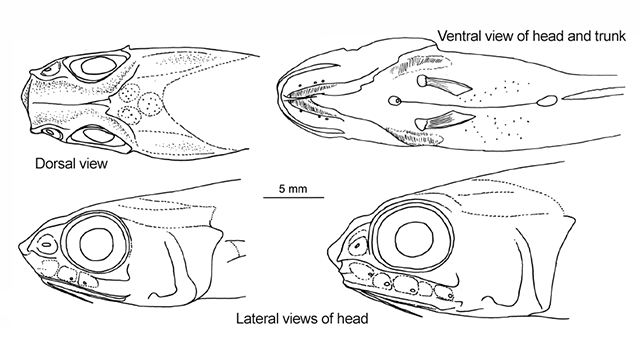 Ventral view of head and trunk
Dorsal view
5 mm
Lateral views of head